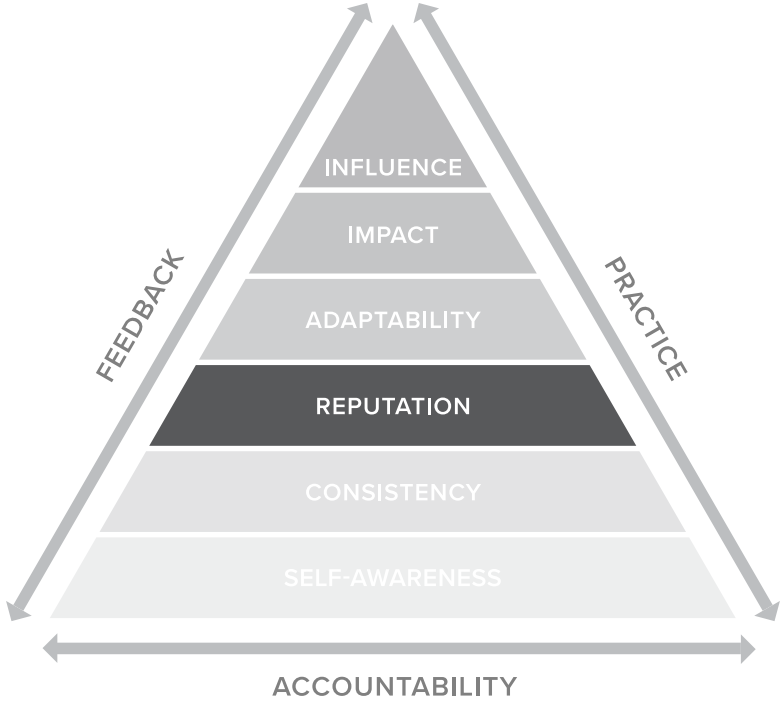 INFLUENCE
IMPACT
ADAPTABILITY
REPUTATION
CONSISTENCY
SELF-AWARENESS
FEEDBACK
PRACTICE
ACCOUNTABILITY